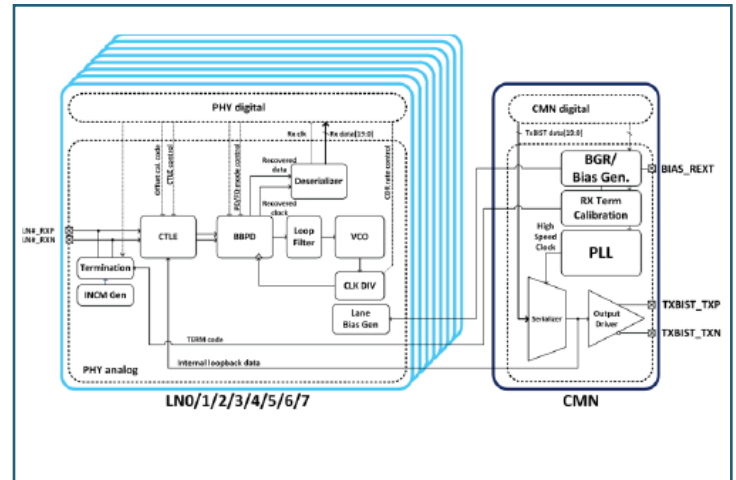 PHY digital
Rx clk
Rx data[19:0]
Offset cal. code
CTLE control
PD/FD mode control
CDR rate control
Recovered
data
Deserializer
Recovered
clock
LN#_RXP
LN#_RXN
CTLE
BBPD
Loop
Filter
VCO
Termination
INCM Gen
CLK DIV
Lane
Bias Gen
TERM code
Internal loopback data
PHY analog
LN0/1/2/3/4/5/6/7
CMN digital
TxBIST data[19:0]
BGR/
Bias Gen.
BIAS_REXT
RX Term
Calibration
High
Speed
Clock
PLL
Serializer
Output
Driver
TXBIST_TXP
TXBIST_TXN
CMN